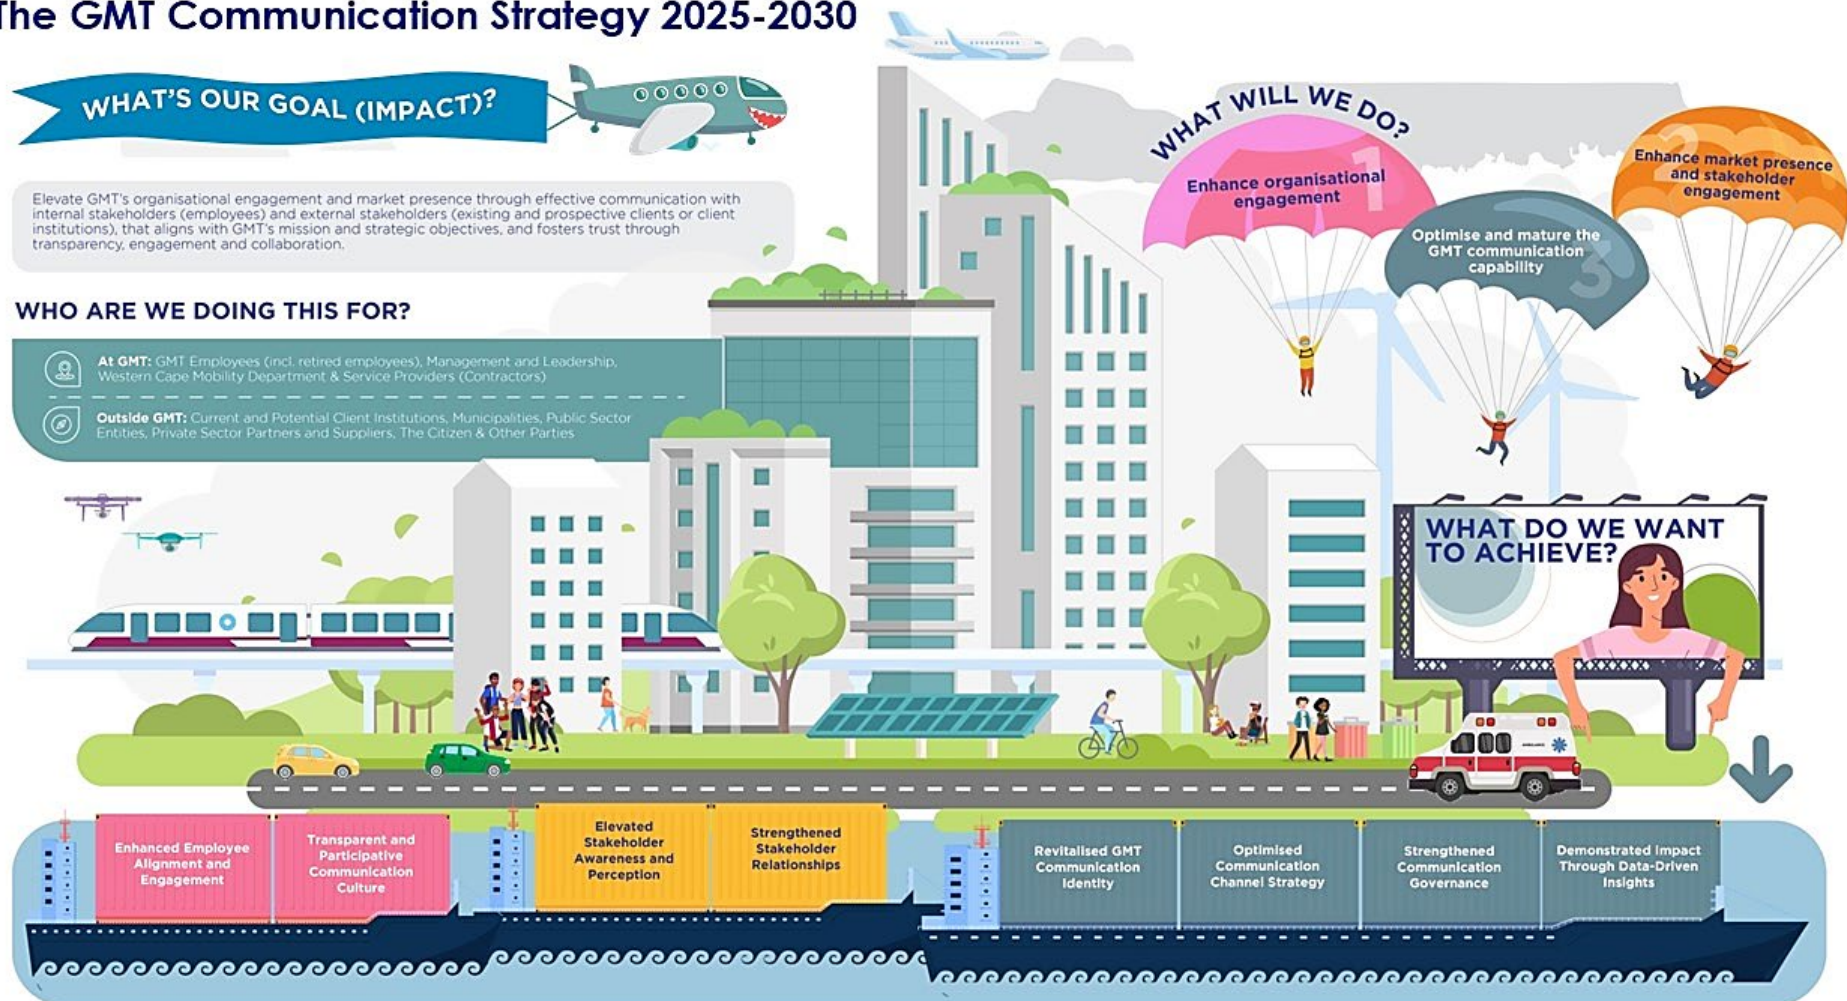 The GMT Communication Strategy 2025-2030
WHAT'S OUR GOAL (IMPACT)?
Elevate GMT's organisational engagement and market presence through effective communication with
internal stakeholders (employees) and external stakeholders (existing and prospective clients or client
institutions), that aligns with GMT's mission and strategic objectives, and fosters trust through
transparency, engagement and collaboration.
WHO ARE WE DOING THIS FOR?
At GMT: GMT Employees (incl. retired employees), Management and Leadership,
Western Cape Mobility Department & Service Providers (Contractors)
Outside GMT: Current and Potential Client Institutions, Municipalities, Public Sector
Entities, Private Sector Partners and Suppliers, The Citizen & Other Parties
WHAT WILL WE DO?
1
Enhance organisational
engagement
2
Enhance market presence
and stakeholder
engagement
3
Optimise and mature the
GMT communication
capability
WHAT DO WE WANT
TO ACHIEVE?
AMBULANCE
Enhanced Employee
Alignment and
Engagement
Transparent and
Participative
Communication
Culture
Elevated
Stakeholder
Awareness and
Perception
Strengthened
Stakeholder
Relationships
Revitalised GMT
Communication
Identity
Optimised
Communication
Channel Strategy
Strengthened
Communication
Governance
Demonstrated Impact
Through Data-Driven
Insights